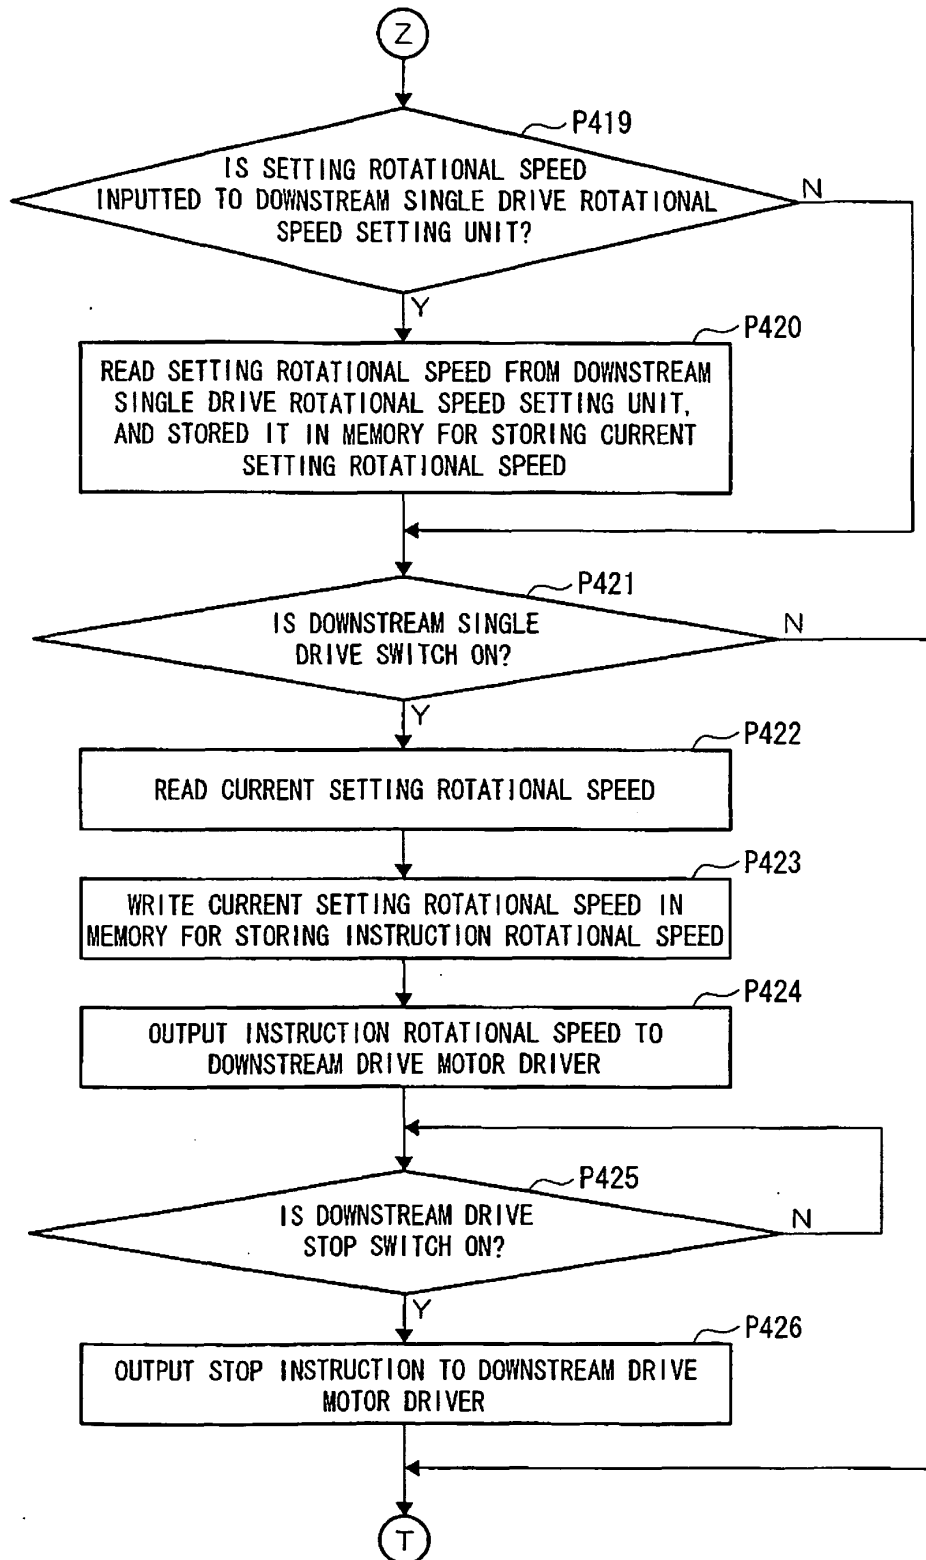 Z
P419
IS SETTING ROTATIONAL SPEED
INPUTTED TO DOWNSTREAM SINGLE DRIVE ROTATIONAL
SPEED SETTING UNIT?
N
Y
P420
READ SETTING ROTATIONAL SPEED FROM DOWNSTREAM
SINGLE DRIVE ROTATIONAL SPEED SETTING UNIT,
AND STORED IT IN MEMORY FOR STORING CURRENT
SETTING ROTATIONAL SPEED
P421
IS DOWNSTREAM SINGLE
DRIVE SWITCH ON?
N
Y
P422
READ CURRENT SETTING ROTATIONAL SPEED
P423
WRITE CURRENT SETTING ROTATIONAL SPEED IN
MEMORY FOR STORING INSTRUCTION ROTATIONAL SPEED
P424
OUTPUT INSTRUCTION ROTATIONAL SPEED TO
DOWNSTREAM DRIVE MOTOR DRIVER
P425
IS DOWNSTREAM DRIVE
STOP SWITCH ON?
N
Y
P426
OUTPUT STOP INSTRUCTION TO DOWNSTREAM DRIVE
MOTOR DRIVER
T